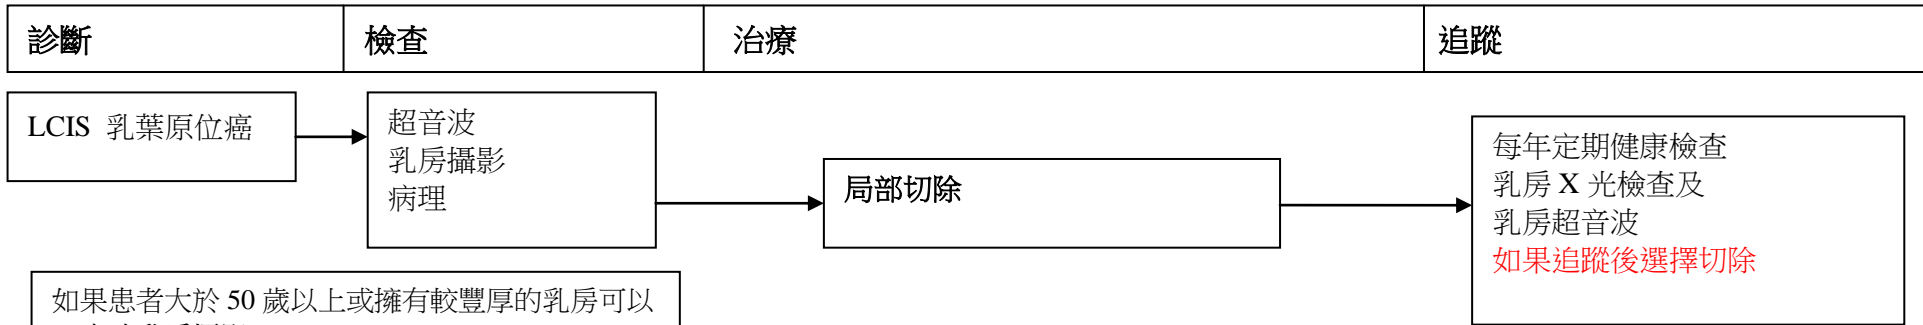 診斷
檢查
治療
追蹤
LCIS 乳葉原位癌
超音波
乳房攝影
病理
局部切除
每年定期健康檢查
乳房 X 光檢查及
乳房超音波
如果追蹤後選擇切除
如果患者大於 50 歲以上或擁有較豐厚的乳房可以